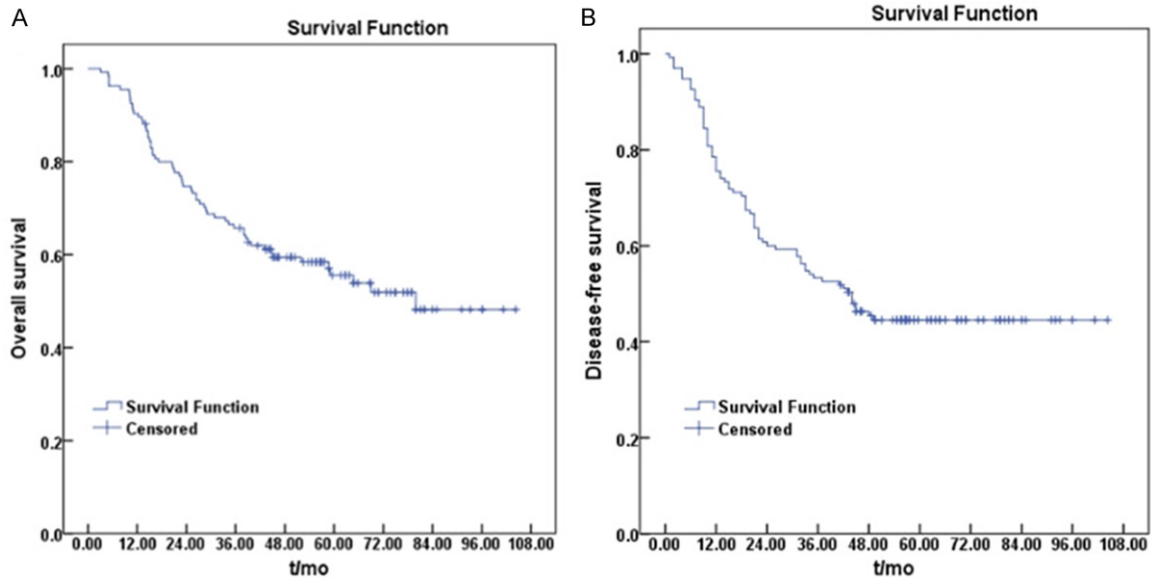 A
Survival Function
Overall survival
1.0
0.8
0.6
0.4
0.2
0.0
Survival Function
Censored
0.00 12.00 24.00 36.00 48.00 60.00 72.00 84.00 96.00 108.00
t/mo
B
Survival Function
Disease-free survival
1.0
0.8
0.6
0.4
0.2
0.0
Survival Function
Censored
0.00 12.00 24.00 36.00 48.00 60.00 72.00 84.00 96.00 108.00
t/mo